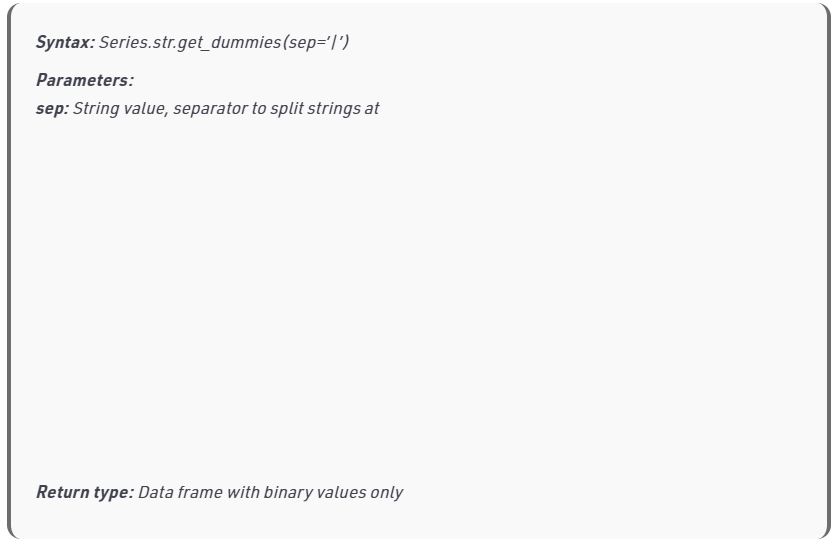 Syntax: Series.str.get_dummies(sep='|')
Parameters:
sep: String value, separator to split strings at
Return type: Data frame with binary values only